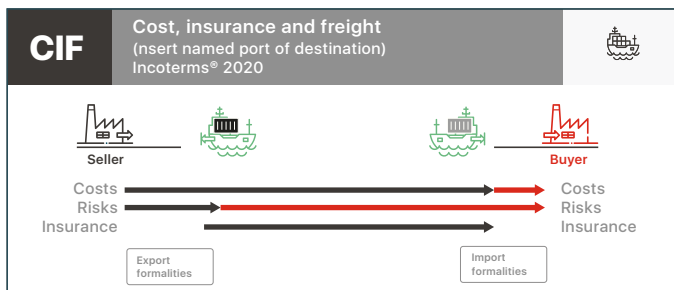 CIF
Cost, insurance and freight
(nsert named port of destination)
Incoterms® 2020
Seller
Buyer
Costs
Costs
Risks
Risks
Insurance
Insurance
Export
formalities
Import
formalities